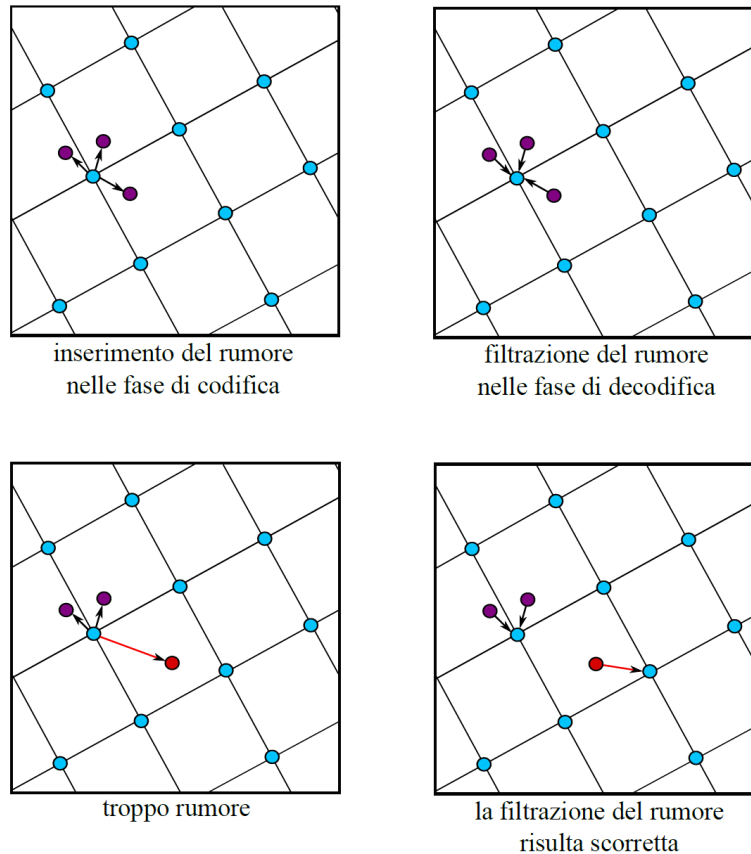 inserimento del rumore
nelle fase di codifica
filtrazione del rumore
nelle fase di decodifica
troppo rumore
la filtrazione del rumore
risulta scorretta